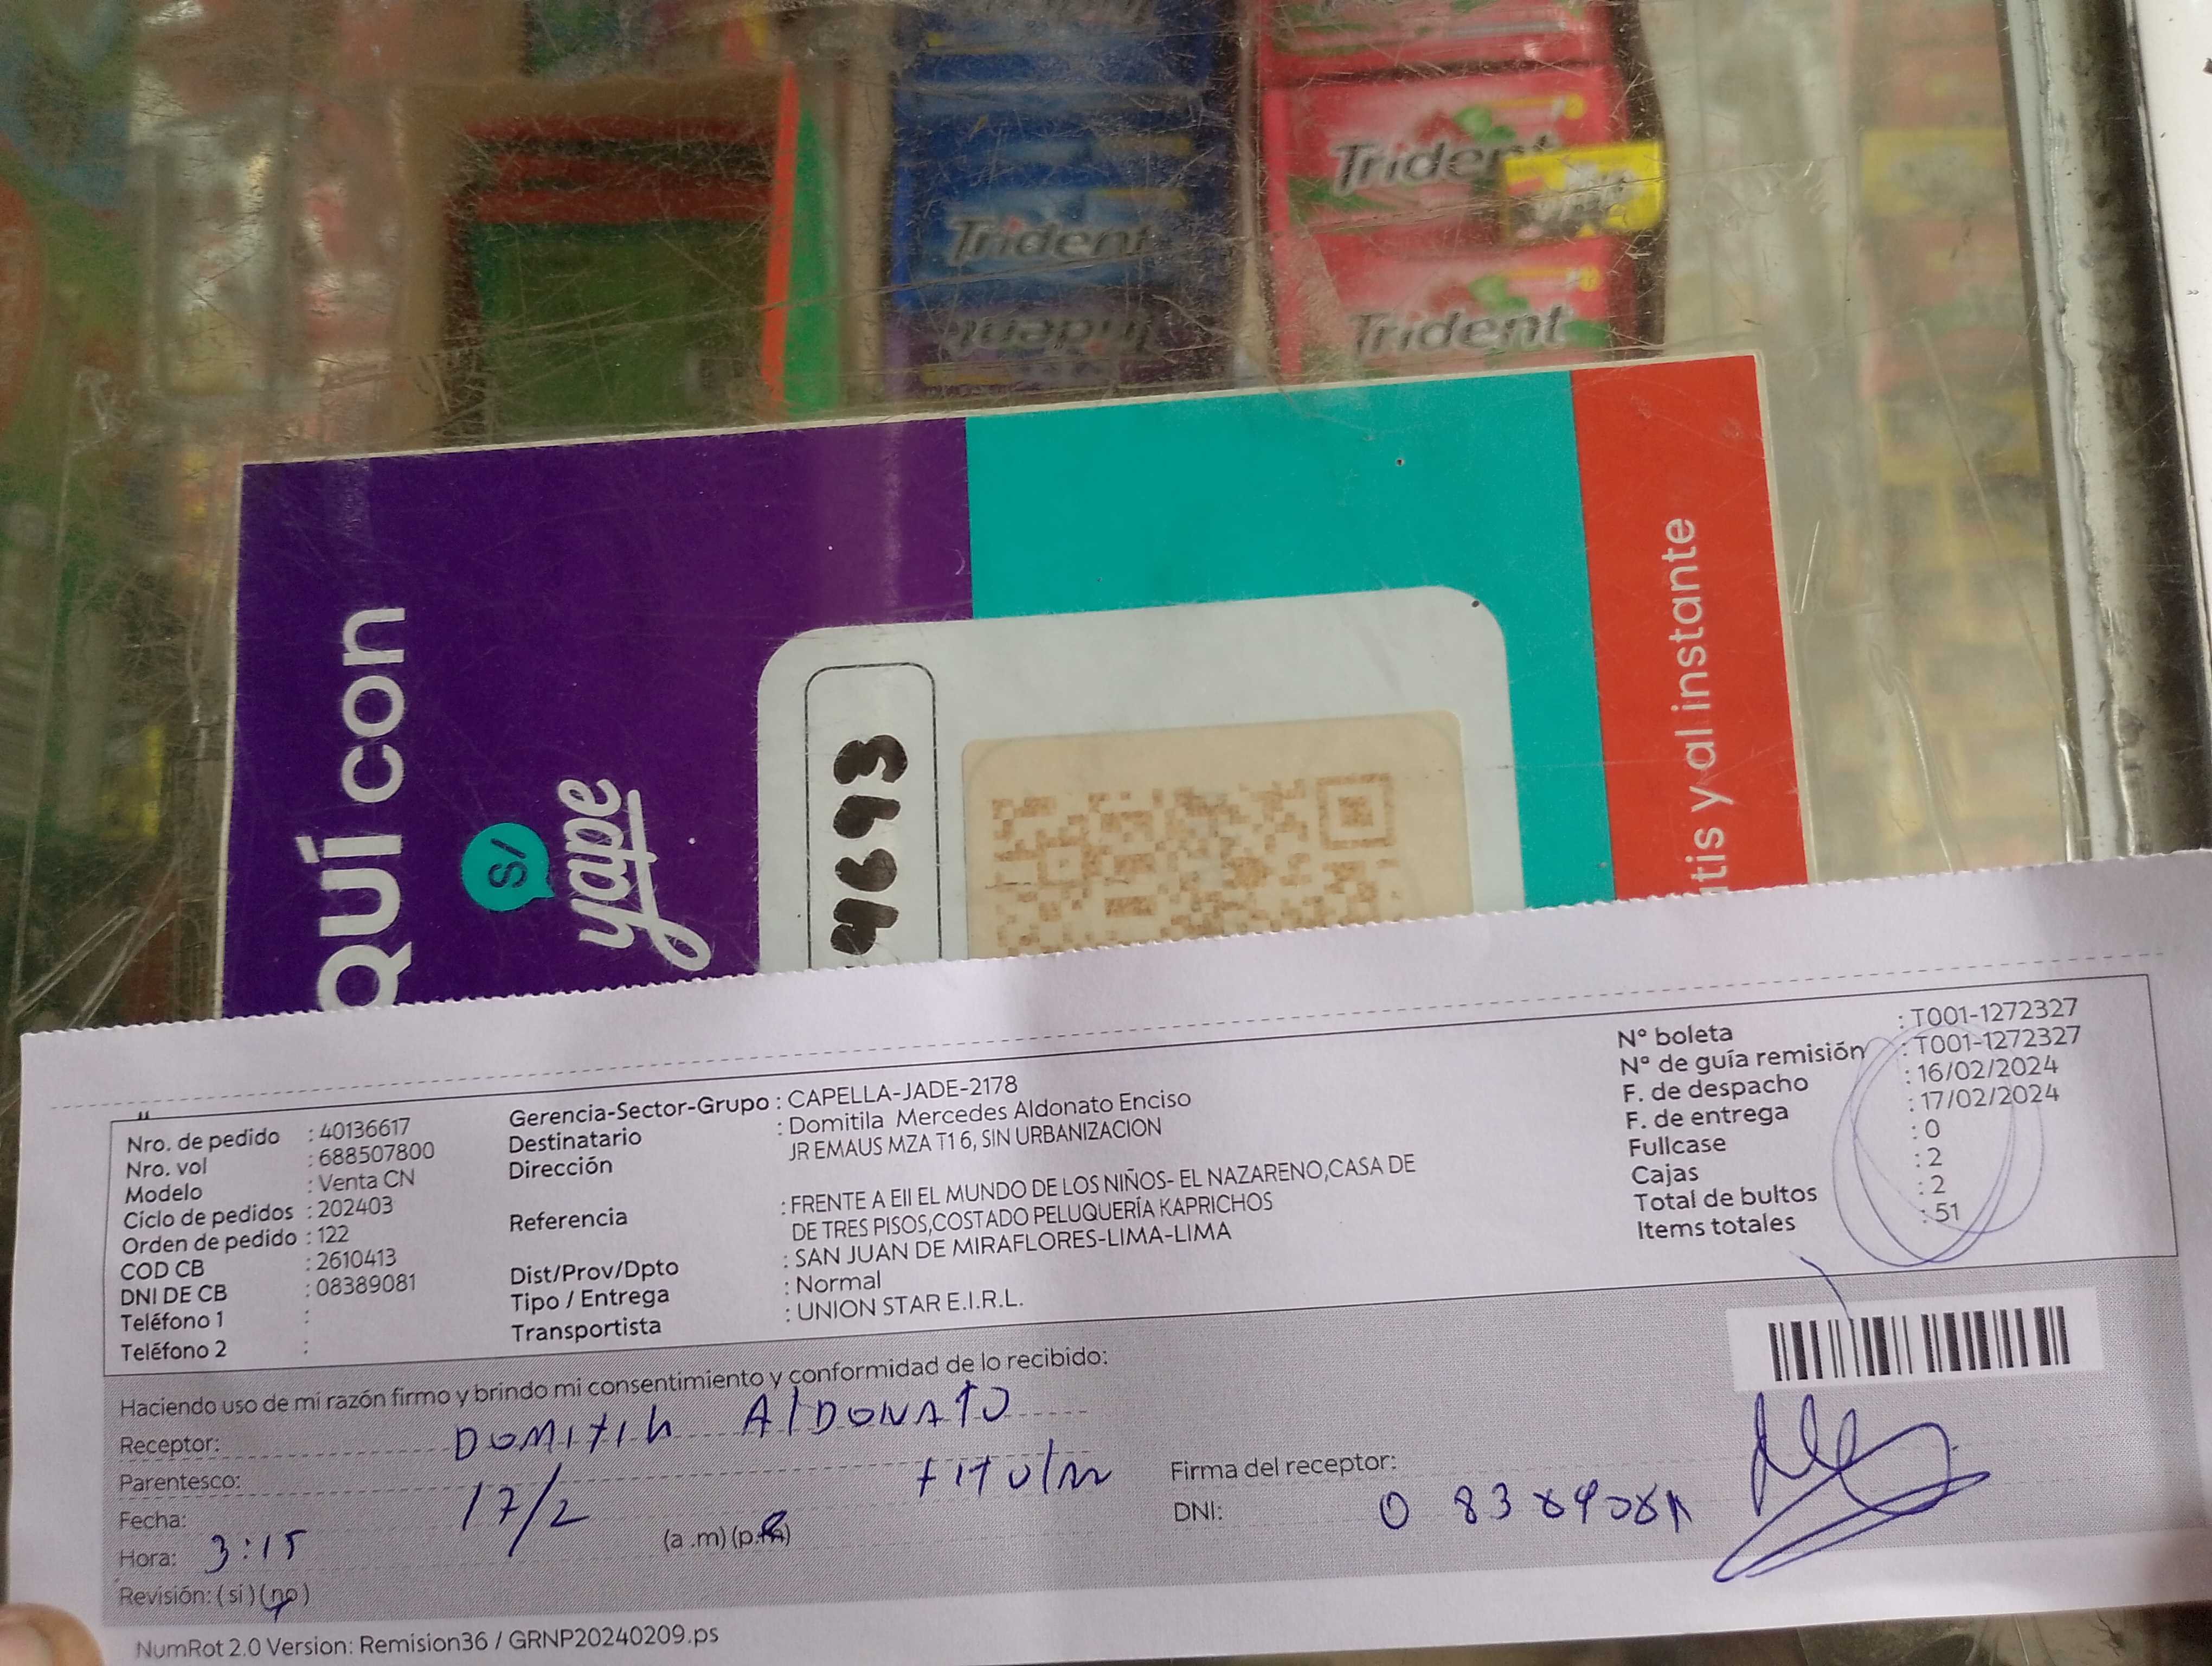 Trident
Trident
Trident
Trident
Trident
QUÍ con
S/
yape
4693
tis y al instante
Nro. de pedido : 40136617
Nro. vol : 688507800
Modelo : Venta CN
Ciclo de pedidos : 202403
Orden de pedido : 122
COD CB : 2610413
DNI DE CB : 08389081
Teléfono 1 :
Teléfono 2 :
Gerencia-Sector-Grupo : CAPELLA-JADE-2178
Destinatario : Domitila Mercedes Aldonato Enciso
Dirección JR EMAUS MZA T1 6, SIN URBANIZACION
Referencia : FRENTE A EII EL MUNDO DE LOS NIÑOS- EL NAZARENO,CASA DE
DE TRES PISOS,COSTADO PELUQUERÍA KAPRICHOS
Dist/Prov/Dpto : SAN JUAN DE MIRAFLORES-LIMA-LIMA
Tipo / Entrega : Normal
Transportista : UNION STAR E.I.R.L.
Nº boleta : T001-1272327
Nº de guía remisión : T001-1272327
F. de despacho : 16/02/2024
F. de entrega : 17/02/2024
Fullcase : 0
Cajas : 2
Total de bultos : 2
Items totales : 51
Haciendo uso de mi razón firmo y brindo mi consentimiento y conformidad de lo recibido:
Receptor: DOMITILA ALDONATO
Parentesco: TITULAR
Fecha: 17/2
Hora: 3:15 (a .m) (p.m)
Revisión: (si) (no)
Firma del receptor:
DNI: 08389081
NumRot 2.0 Version: Remision36 / GRNP20240209.ps